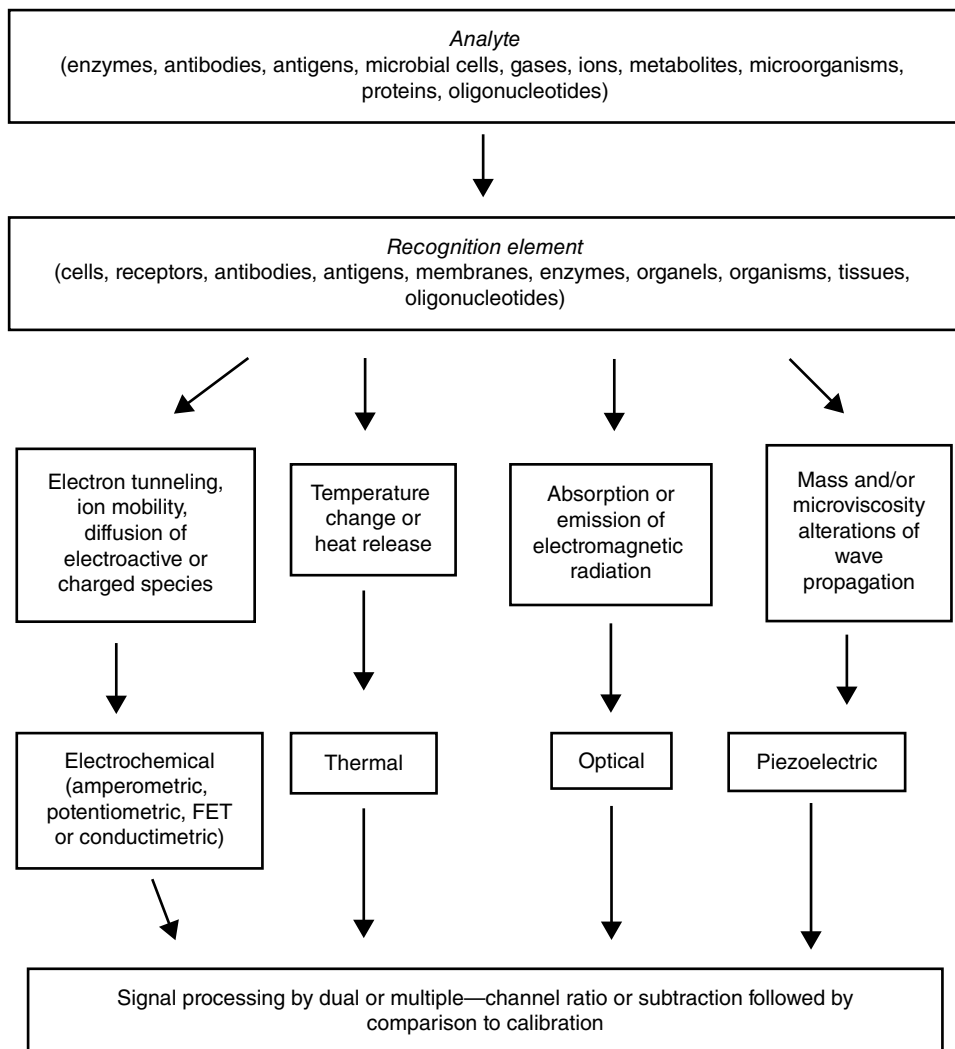 Analyte
(enzymes, antibodies, antigens, microbial cells, gases, ions, metabolites, microorganisms,
proteins, oligonucleotides)
Recognition element
(cells, receptors, antibodies, antigens, membranes, enzymes, organels, organisms, tissues,
oligonucleotides)
Electron tunneling,
ion mobility,
diffusion of
electroactive or
charged species
Temperature
change or
heat release
Absorption or
emission of
electromagnetic
radiation
Mass and/or
microviscosity
alterations of
wave
propagation
Electrochemical
(amperometric,
potentiometric, FET
or conductimetric)
Thermal
Optical
Piezoelectric
Signal processing by dual or multiple—channel ratio or subtraction followed by
comparison to calibration